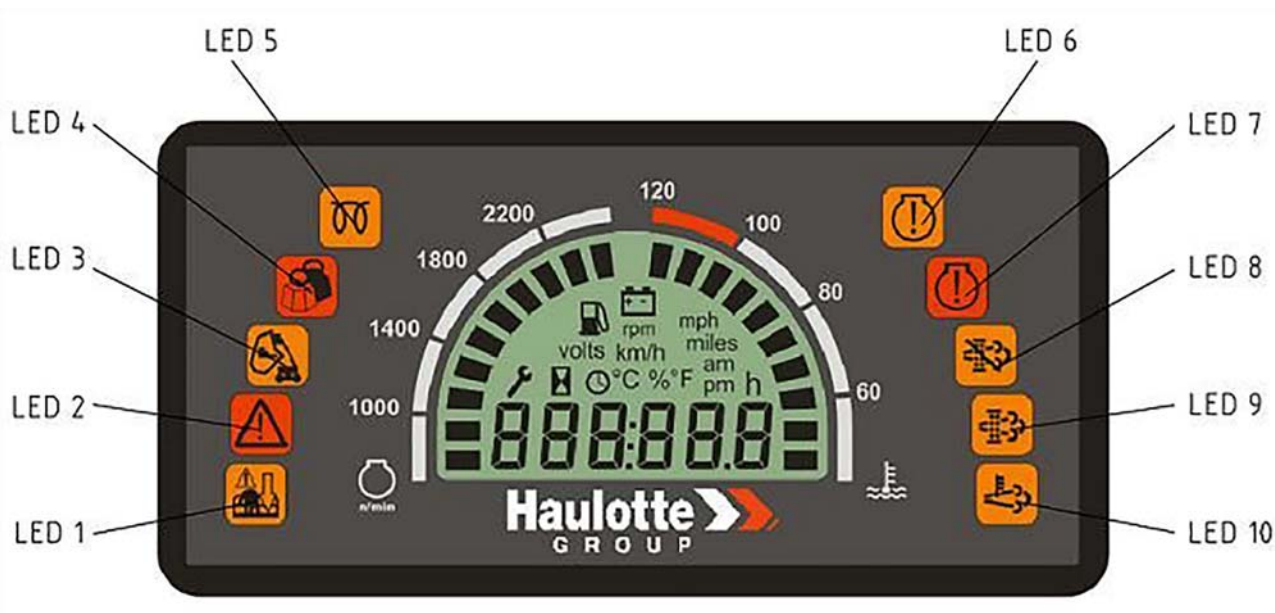 LED 5
LED 6
LED 4
LED 7
2200
120
100
LED 3
LED 8
1800
80
rpm
mph
1400
volts
km/h
miles
am
°C
%°F
pm
h
LED 2
LED 9
1000
60
888:88.8
n/min
Haulotte
GROUP
LED 1
LED 10